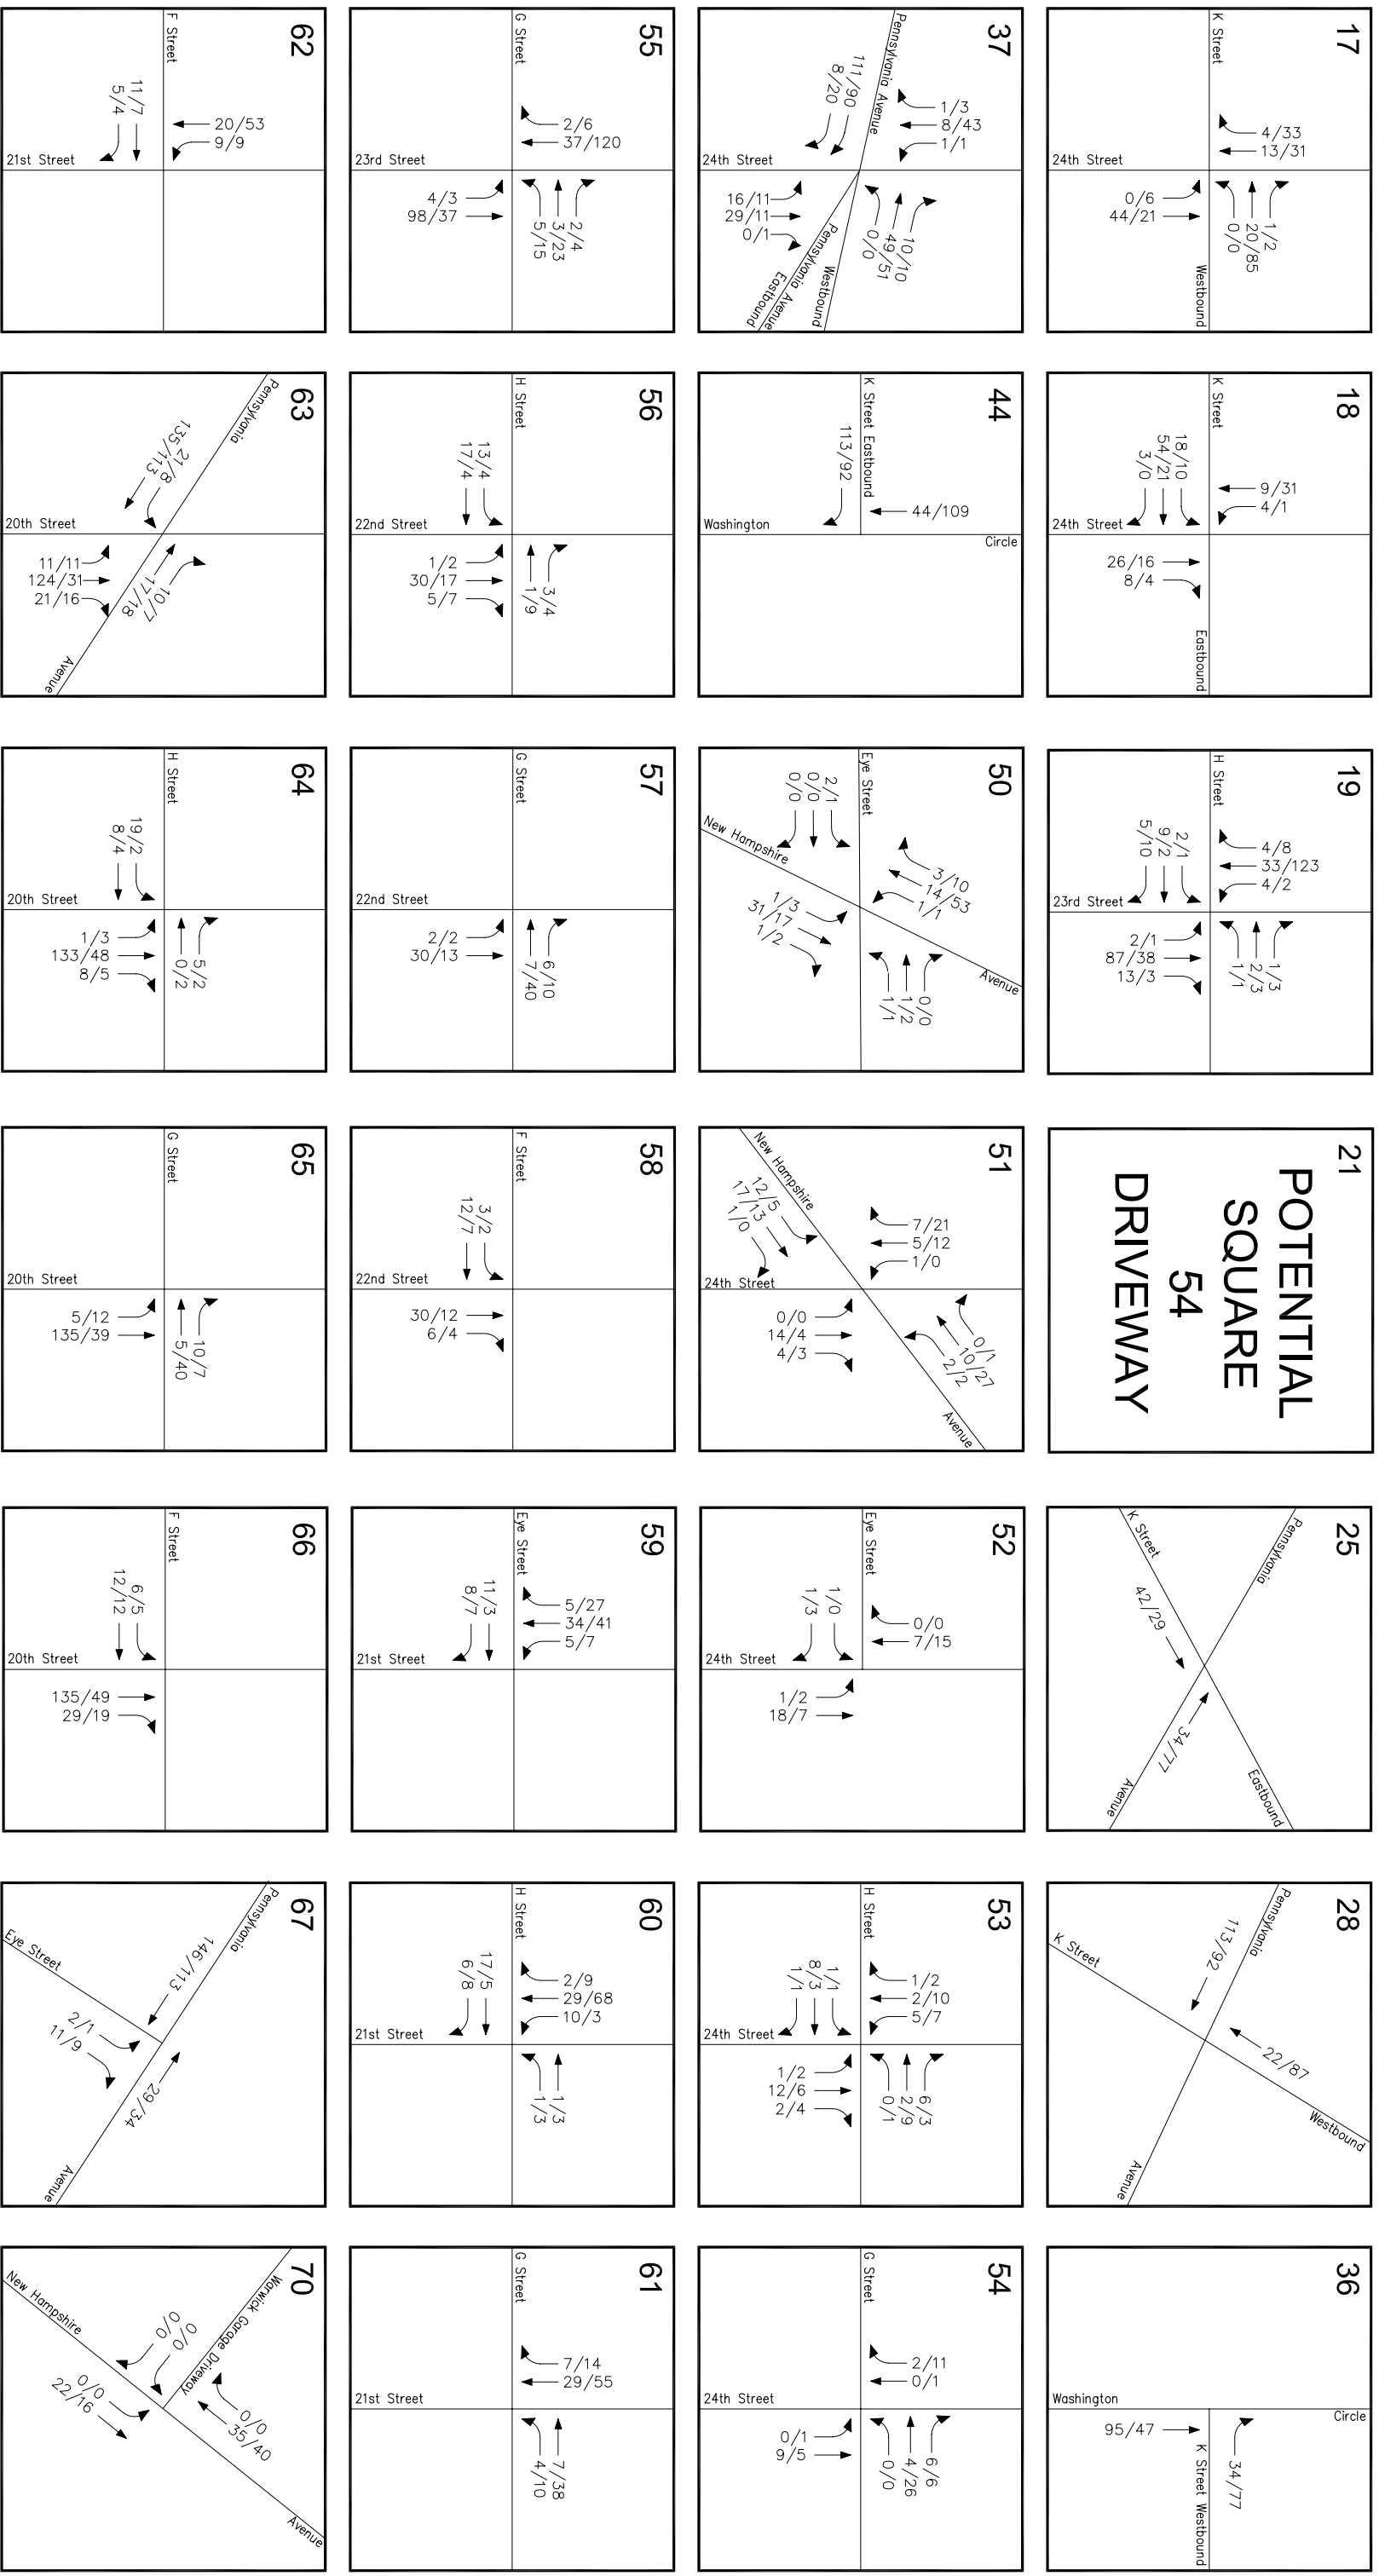 17
K Street
4/33
13/31
24th Street
0/6
44/21
1/2
20/85
0/0
Westbound
18
K Street
18/10
54/21
3/0
9/31
4/1
24th Street
26/16
8/4
Eastbound
19
H Street
2/1
9/2
5/10
4/8
33/123
4/2
23rd Street
2/1
87/38
13/3
1/3
2/3
1/1
21
POTENTIAL
SQUARE
54
DRIVEWAY
25
Pennsylvania
K Street
42/29
34/77
Avenue
Eastbound
28
Pennsylvania
K Street
113/92
22/87
Westbound
Avenue
36
Washington
Circle
95/47
34/77
K Street Westbound
37
Pennsylvania Avenue
111/90
8/20
1/3
8/43
1/1
24th Street
16/11
29/11
0/1
10/10
49/51
0/0
Westbound
Pennsylvania Avenue
Eastbound
44
K Street Eastbound
113/92
44/109
Washington
Circle
50
Eye Street
2/1
0/0
0/0
New Hampshire
3/10
14/53
1/1
1/3
31/17
1/2
0/0
1/2
1/1
Avenue
51
New Hampshire
12/5
17/13
1/0
7/21
5/12
1/0
24th Street
0/0
14/4
4/3
0/1
10/27
2/2
Avenue
52
Eye Street
1/0
1/3
0/0
7/15
24th Street
1/2
18/7
53
H Street
1/1
8/3
1/1
1/2
2/10
5/7
24th Street
1/2
12/6
2/4
6/3
2/9
0/1
54
G Street
2/11
0/1
24th Street
0/1
9/5
6/6
4/26
0/0
55
G Street
2/6
37/120
23rd Street
4/3
98/37
2/4
3/23
5/15
56
H Street
13/4
17/4
22nd Street
1/2
30/17
5/7
3/4
1/9
57
G Street
22nd Street
2/2
30/13
6/10
7/40
58
F Street
3/2
12/7
22nd Street
30/12
6/4
59
Eye Street
11/3
8/7
5/27
34/41
5/7
21st Street
60
H Street
17/5
6/8
2/9
29/68
10/3
21st Street
1/3
1/3
61
G Street
7/14
29/55
21st Street
7/38
4/10
62
F Street
11/7
5/4
20/53
9/9
21st Street
63
Pennsylvania
21/8
135/113
20th Street
11/11
124/31
21/16
10/7
17/18
Avenue
64
H Street
19/2
8/4
20th Street
1/3
133/48
8/5
5/2
0/2
65
G Street
20th Street
5/12
135/39
10/7
5/40
66
F Street
6/5
12/12
20th Street
135/49
29/19
67
Pennsylvania
Eye Street
146/113
2/1
11/9
29/34
Avenue
70
Warwick Garage Driveway
New Hampshire
0/0
0/0
0/0
22/16
0/0
35/40
Avenue